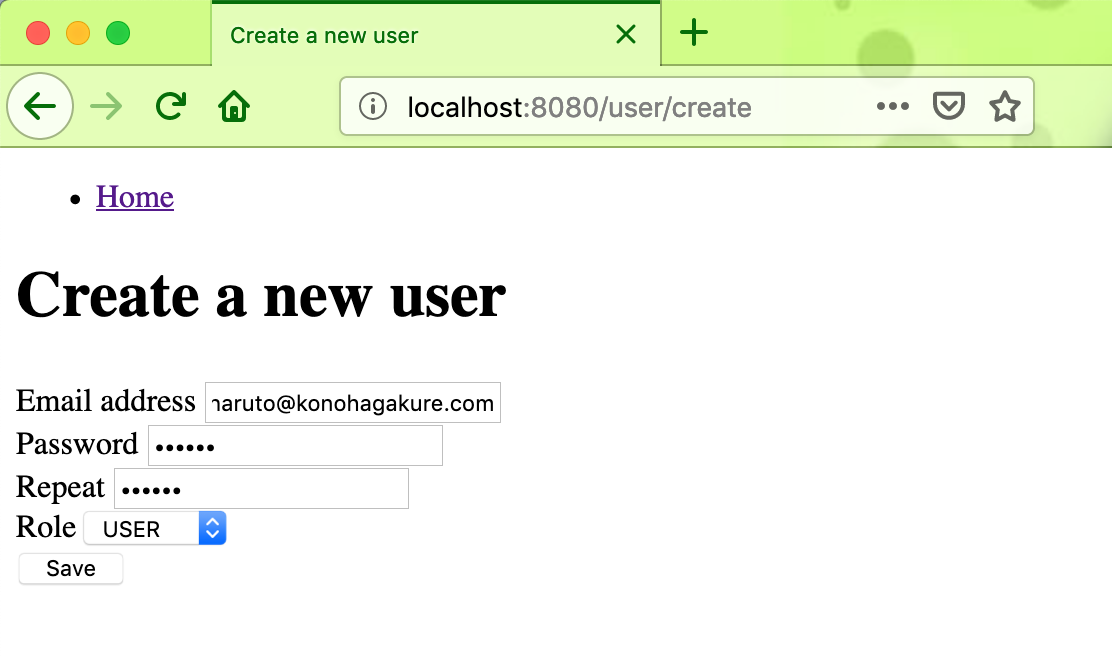 Create a new user
localhost:8080/user/create
Home
Create a new user
Email address naruto@konohagakure.com
Password ••••••
Repeat ••••••
Role USER
Save